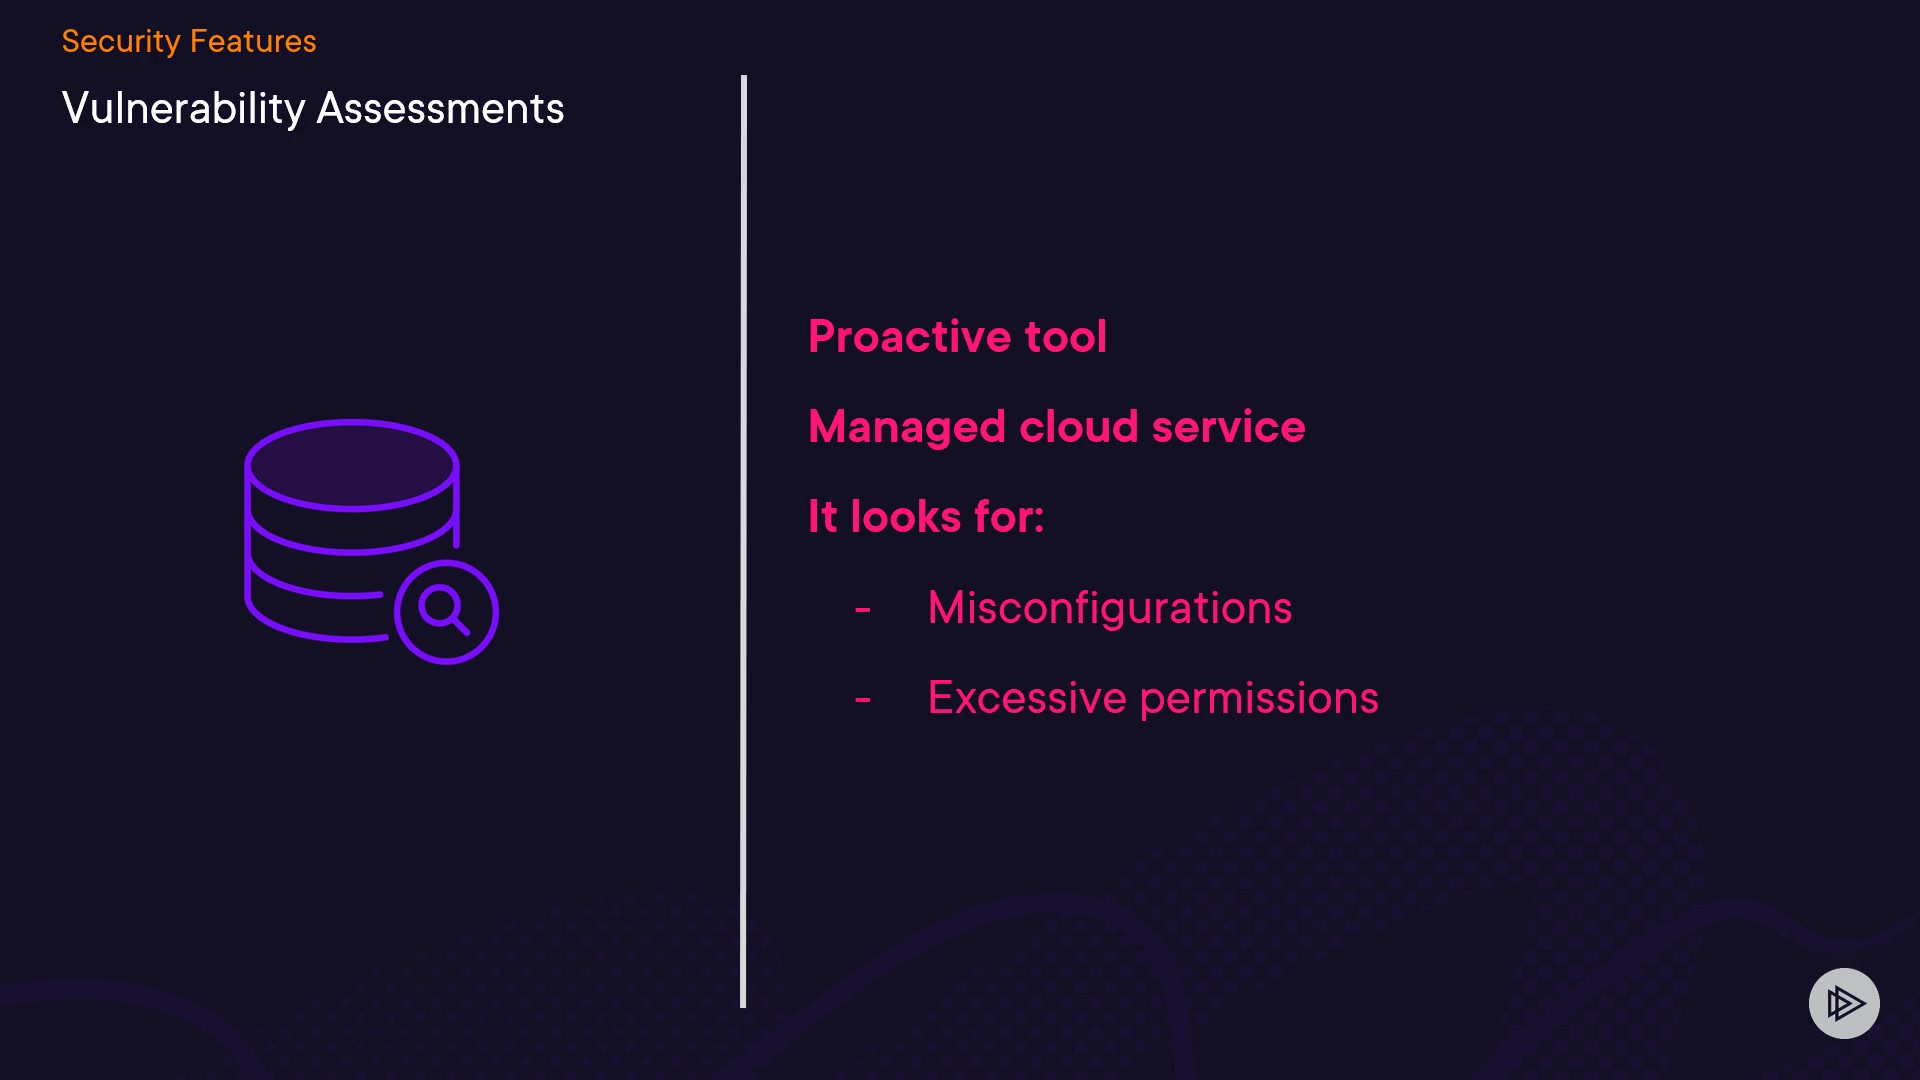 Security Features
Vulnerability Assessments
Proactive tool
Managed cloud service
It looks for:
- Misconfigurations
- Excessive permissions